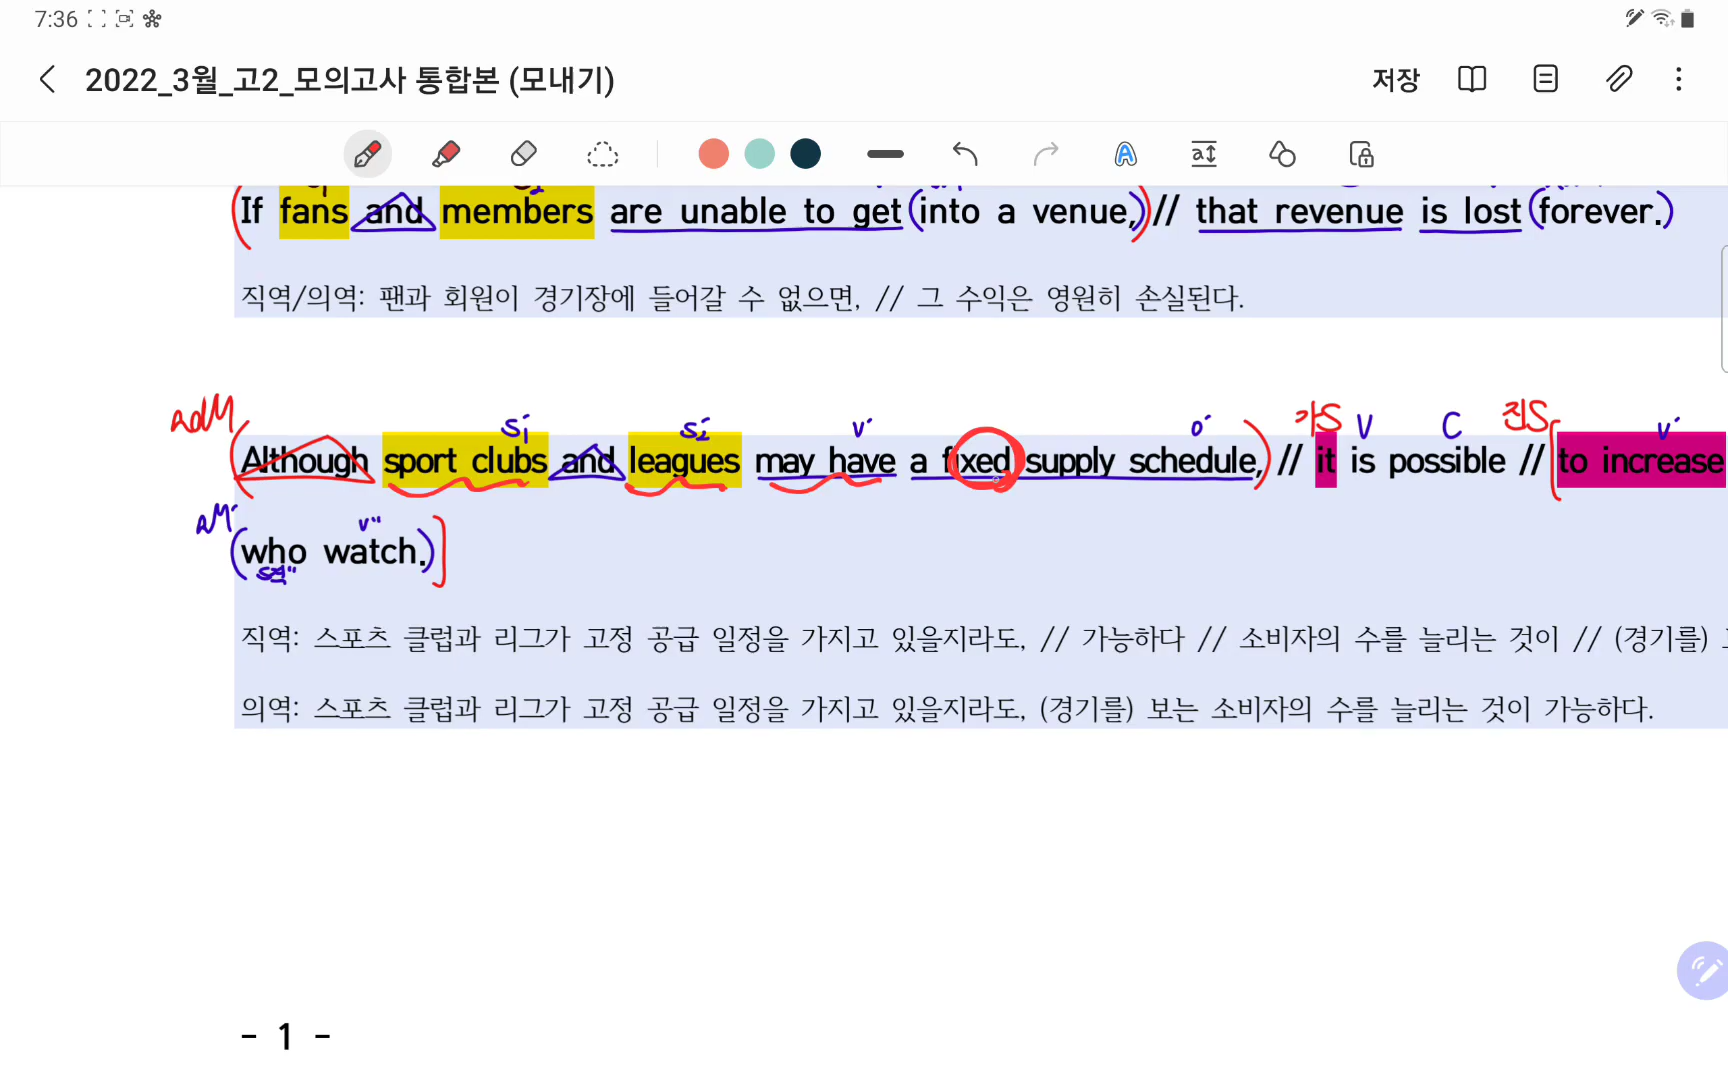 7:36
2022_3월_고2_모의고사 통합본 (모내기)
저장
If fans and members are unable to get (into a venue,) // that revenue is lost (forever.)
직역/의역: 팬과 회원이 경기장에 들어갈 수 없으면, // 그 수익은 영원히 손실된다.
adM S1' S2' V' O' 가S V C 진S V'
(Although sport clubs and leagues may have a fixed supply schedule,) // it is possible // [to increase
aM' V"
(who watch.)]
S격"
직역: 스포츠 클럽과 리그가 고정 공급 일정을 가지고 있을지라도, // 가능하다 // 소비자의 수를 늘리는 것이 // (경기를)
의역: 스포츠 클럽과 리그가 고정 공급 일정을 가지고 있을지라도, (경기를) 보는 소비자의 수를 늘리는 것이 가능하다.
- 1 -